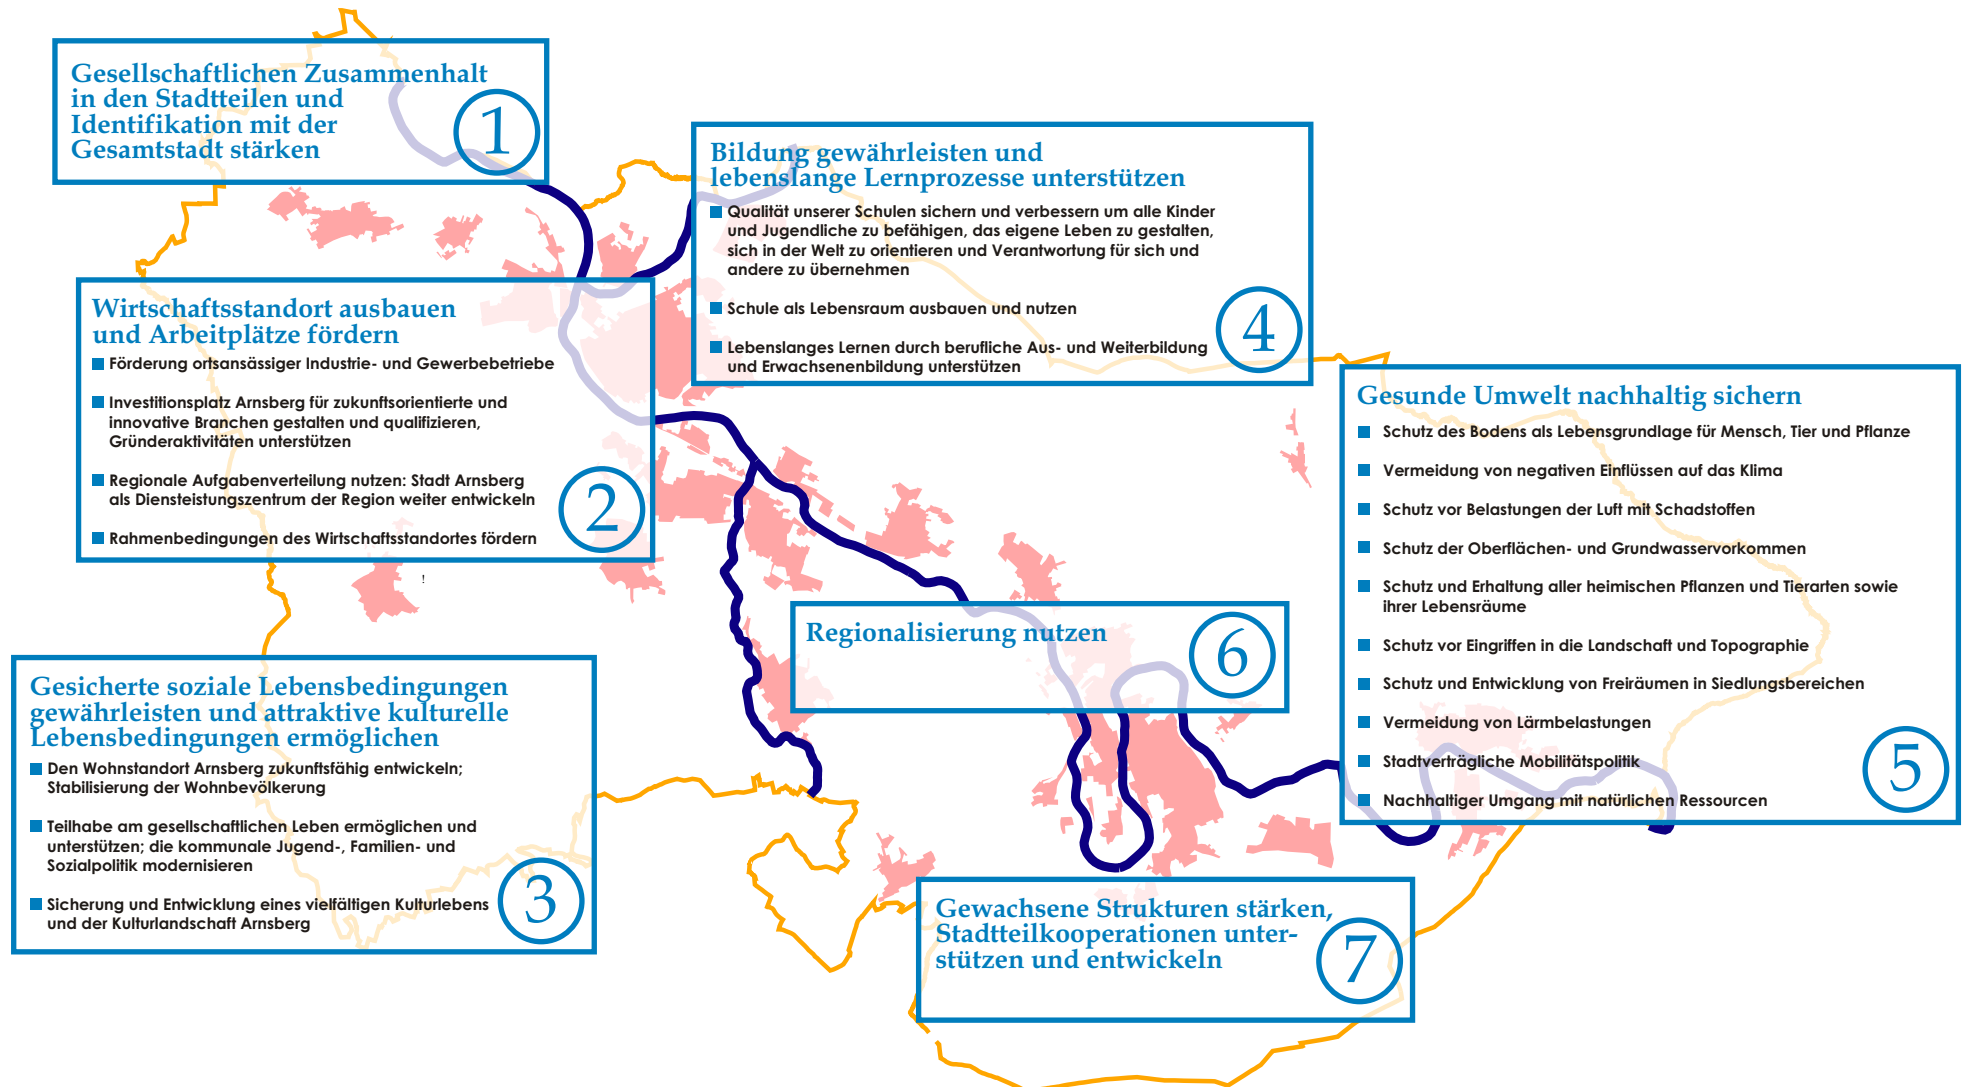 Gesellschaftlichen Zusammenhalt
in den Stadtteilen und
Identifikation mit der
Gesamtstadt stärken
1
Wirtschaftsstandort ausbauen
und Arbeitplätze fördern
Förderung ortsansässiger Industrie- und Gewerbebetriebe
Investitionsplatz Arnsberg für zukunftsorientierte und
innovative Branchen gestalten und qualifizieren,
Gründeraktivitäten unterstützen
Regionale Aufgabenverteilung nutzen: Stadt Arnsberg
als Diensteistungszentrum der Region weiter entwickeln
Rahmenbedingungen des Wirtschaftsstandortes fördern
2
!
Gesicherte soziale Lebensbedingungen
gewährleisten und attraktive kulturelle
Lebensbedingungen ermöglichen
Den Wohnstandort Arnsberg zukunftsfähig entwickeln;
Stabilisierung der Wohnbevölkerung
Teilhabe am gesellschaftlichen Leben ermöglichen und
unterstützen; die kommunale Jugend-, Familien- und
Sozialpolitik modernisieren
Sicherung und Entwicklung eines vielfältigen Kulturlebens
und der Kulturlandschaft Arnsberg
3
Bildung gewährleisten und
lebenslange Lernprozesse unterstützen
Qualität unserer Schulen sichern und verbessern um alle Kinder
und Jugendliche zu befähigen, das eigene Leben zu gestalten,
sich in der Welt zu orientieren und Verantwortung für sich und
andere zu übernehmen
Schule als Lebensraum ausbauen und nutzen
Lebenslanges Lernen durch berufliche Aus- und Weiterbildung
und Erwachsenenbildung unterstützen
4
Gesunde Umwelt nachhaltig sichern
Schutz des Bodens als Lebensgrundlage für Mensch, Tier und Pflanze
Vermeidung von negativen Einflüssen auf das Klima
Schutz vor Belastungen der Luft mit Schadstoffen
Schutz der Oberflächen- und Grundwasservorkommen
Schutz und Erhaltung aller heimischen Pflanzen und Tierarten sowie
ihrer Lebensräume
Schutz vor Eingriffen in die Landschaft und Topographie
Schutz und Entwicklung von Freiräumen in Siedlungsbereichen
Vermeidung von Lärmbelastungen
Stadtverträgliche Mobilitätspolitik
Nachhaltiger Umgang mit natürlichen Ressourcen
5
Regionalisierung nutzen
6
Gewachsene Strukturen stärken,
Stadtteilkooperationen unter-
stützen und entwickeln
7